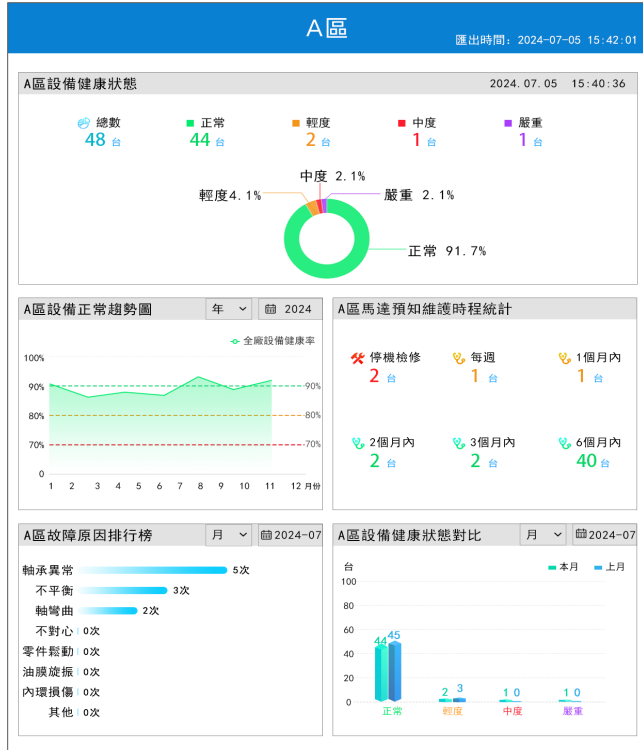 A區
匯出時間：2024-07-05 15:42:01
A區設備健康狀態 2024.07.05 15:40:36
總數 正常 輕度 中度 嚴重
48 台 44 台 2 台 1 台 1 台
中度 2.1%
輕度4.1% 嚴重 2.1%
正常 91.7%
A區設備正常趨勢圖 年 2024
全廠設備健康率
100%
90% 90%
80% 80%
70% 70%
0
1 2 3 4 5 6 7 8 9 10 11 12 月份
A區馬達預知維護時程統計
停機檢修 每週 1個月內
2 台 1 台 1 台
2個月內 3個月內 6個月內
2 台 2 台 40 台
A區故障原因排行榜 月 2024-07
軸承異常 5次
不平衡 3次
軸彎曲 2次
不對心 0次
零件鬆動 0次
油膜旋振 0次
內環損傷 0次
其他 0次
A區設備健康狀態對比 月 2024-07
台 本月 上月
100
80
60
40
20
0
44 45 2 3 1 0 1 0
正常 輕度 中度 嚴重